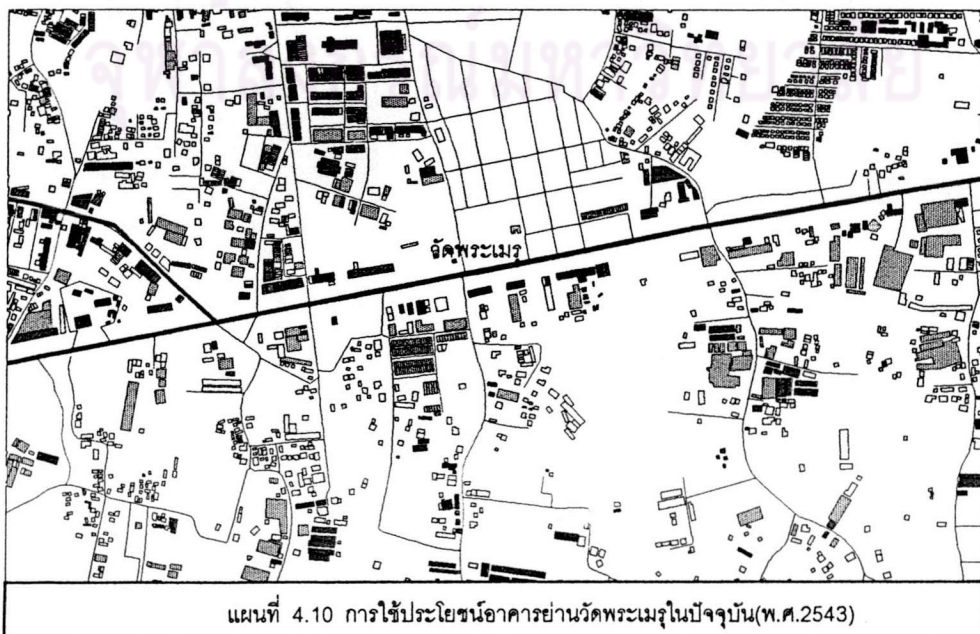 วัดพระเมรุ
แผนที่ 4.10 การใช้ประโยชน์อาคารย่านวัดพระเมรุในปัจจุบัน(พ.ศ.2543)